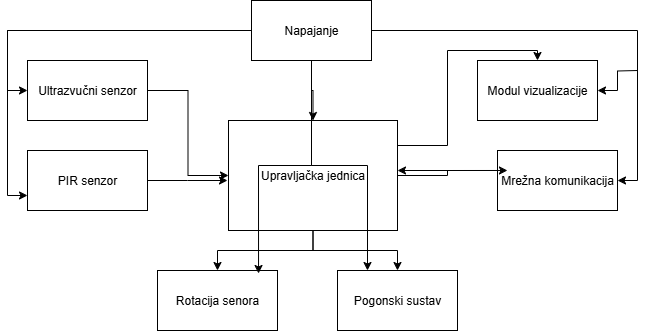 Napajanje
Ultrazvučni senzor
Modul vizualizacije
PIR senzor
Upravljačka jednica
Mrežna komunikacija
Rotacija senora
Pogonski sustav